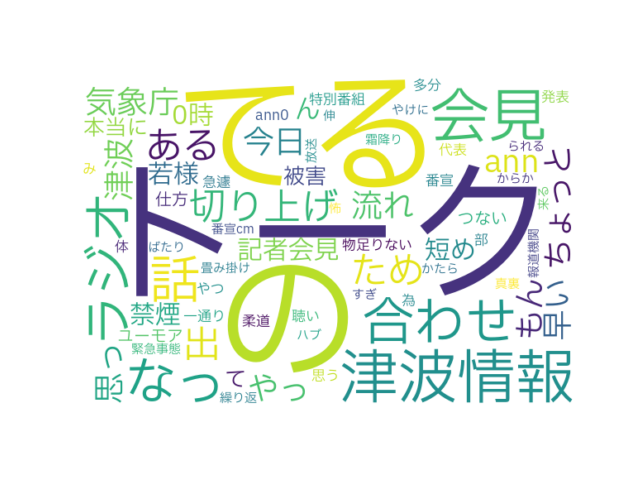 てる
トーク
の
気象庁
0時
本当に
ann0
特別番組
ん
伸
多分
やけに
会見
発表
ある
今日
放送
霜降り
代表
られる
津波
若様
急遽
被害
番宣
ann
からか
ちょっと
み
仕方
切り上げ
流れ
つない
来る
ラジオ
体
ばたり
番宣cm
怖
記者会見
物足りない
短め
部
報道機関
話
畳み掛け
ため
かたら
真裏
もん
早い
やつ
すぎ
為
禁煙
一通り
柔道
聴い
ハブ
合わせ
ユーモア
出
緊急事態
思っ
なっ
て
やっ
思う
繰り返
津波情報